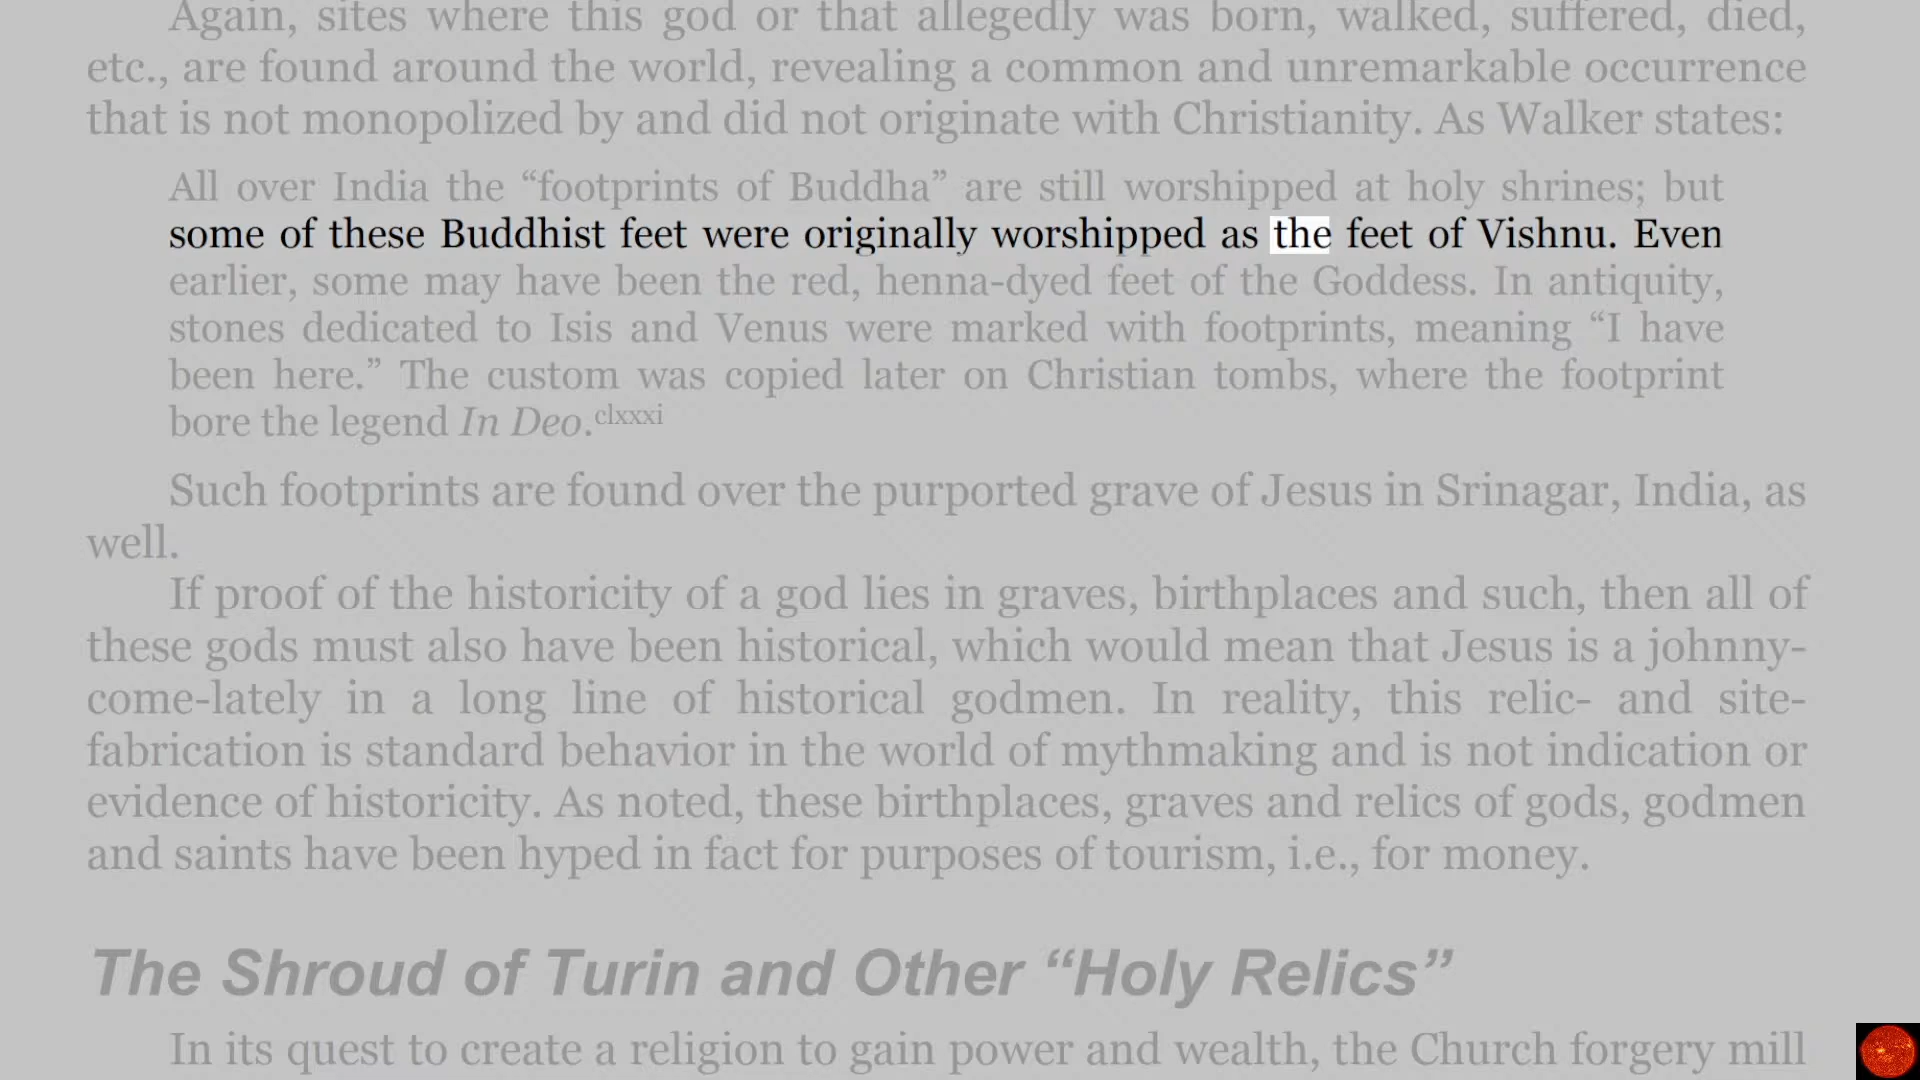 Again, sites where this god or that allegedly was born, walked, suffered, died,
etc., are found around the world, revealing a common and unremarkable occurrence
that is not monopolized by and did not originate with Christianity. As Walker states:
All over India the “footprints of Buddha” are still worshipped at holy shrines; but
some of these Buddhist feet were originally worshipped as the feet of Vishnu. Even
earlier, some may have been the red, henna-dyed feet of the Goddess. In antiquity,
stones dedicated to Isis and Venus were marked with footprints, meaning “I have
been here.” The custom was copied later on Christian tombs, where the footprint
bore the legend In Deo.clxxxi
Such footprints are found over the purported grave of Jesus in Srinagar, India, as
well.
If proof of the historicity of a god lies in graves, birthplaces and such, then all of
these gods must also have been historical, which would mean that Jesus is a johnny-
come-lately in a long line of historical godmen. In reality, this relic- and site-
fabrication is standard behavior in the world of mythmaking and is not indication or
evidence of historicity. As noted, these birthplaces, graves and relics of gods, godmen
and saints have been hyped in fact for purposes of tourism, i.e., for money.
The Shroud of Turin and Other “Holy Relics”
In its quest to create a religion to gain power and wealth, the Church forgery mill